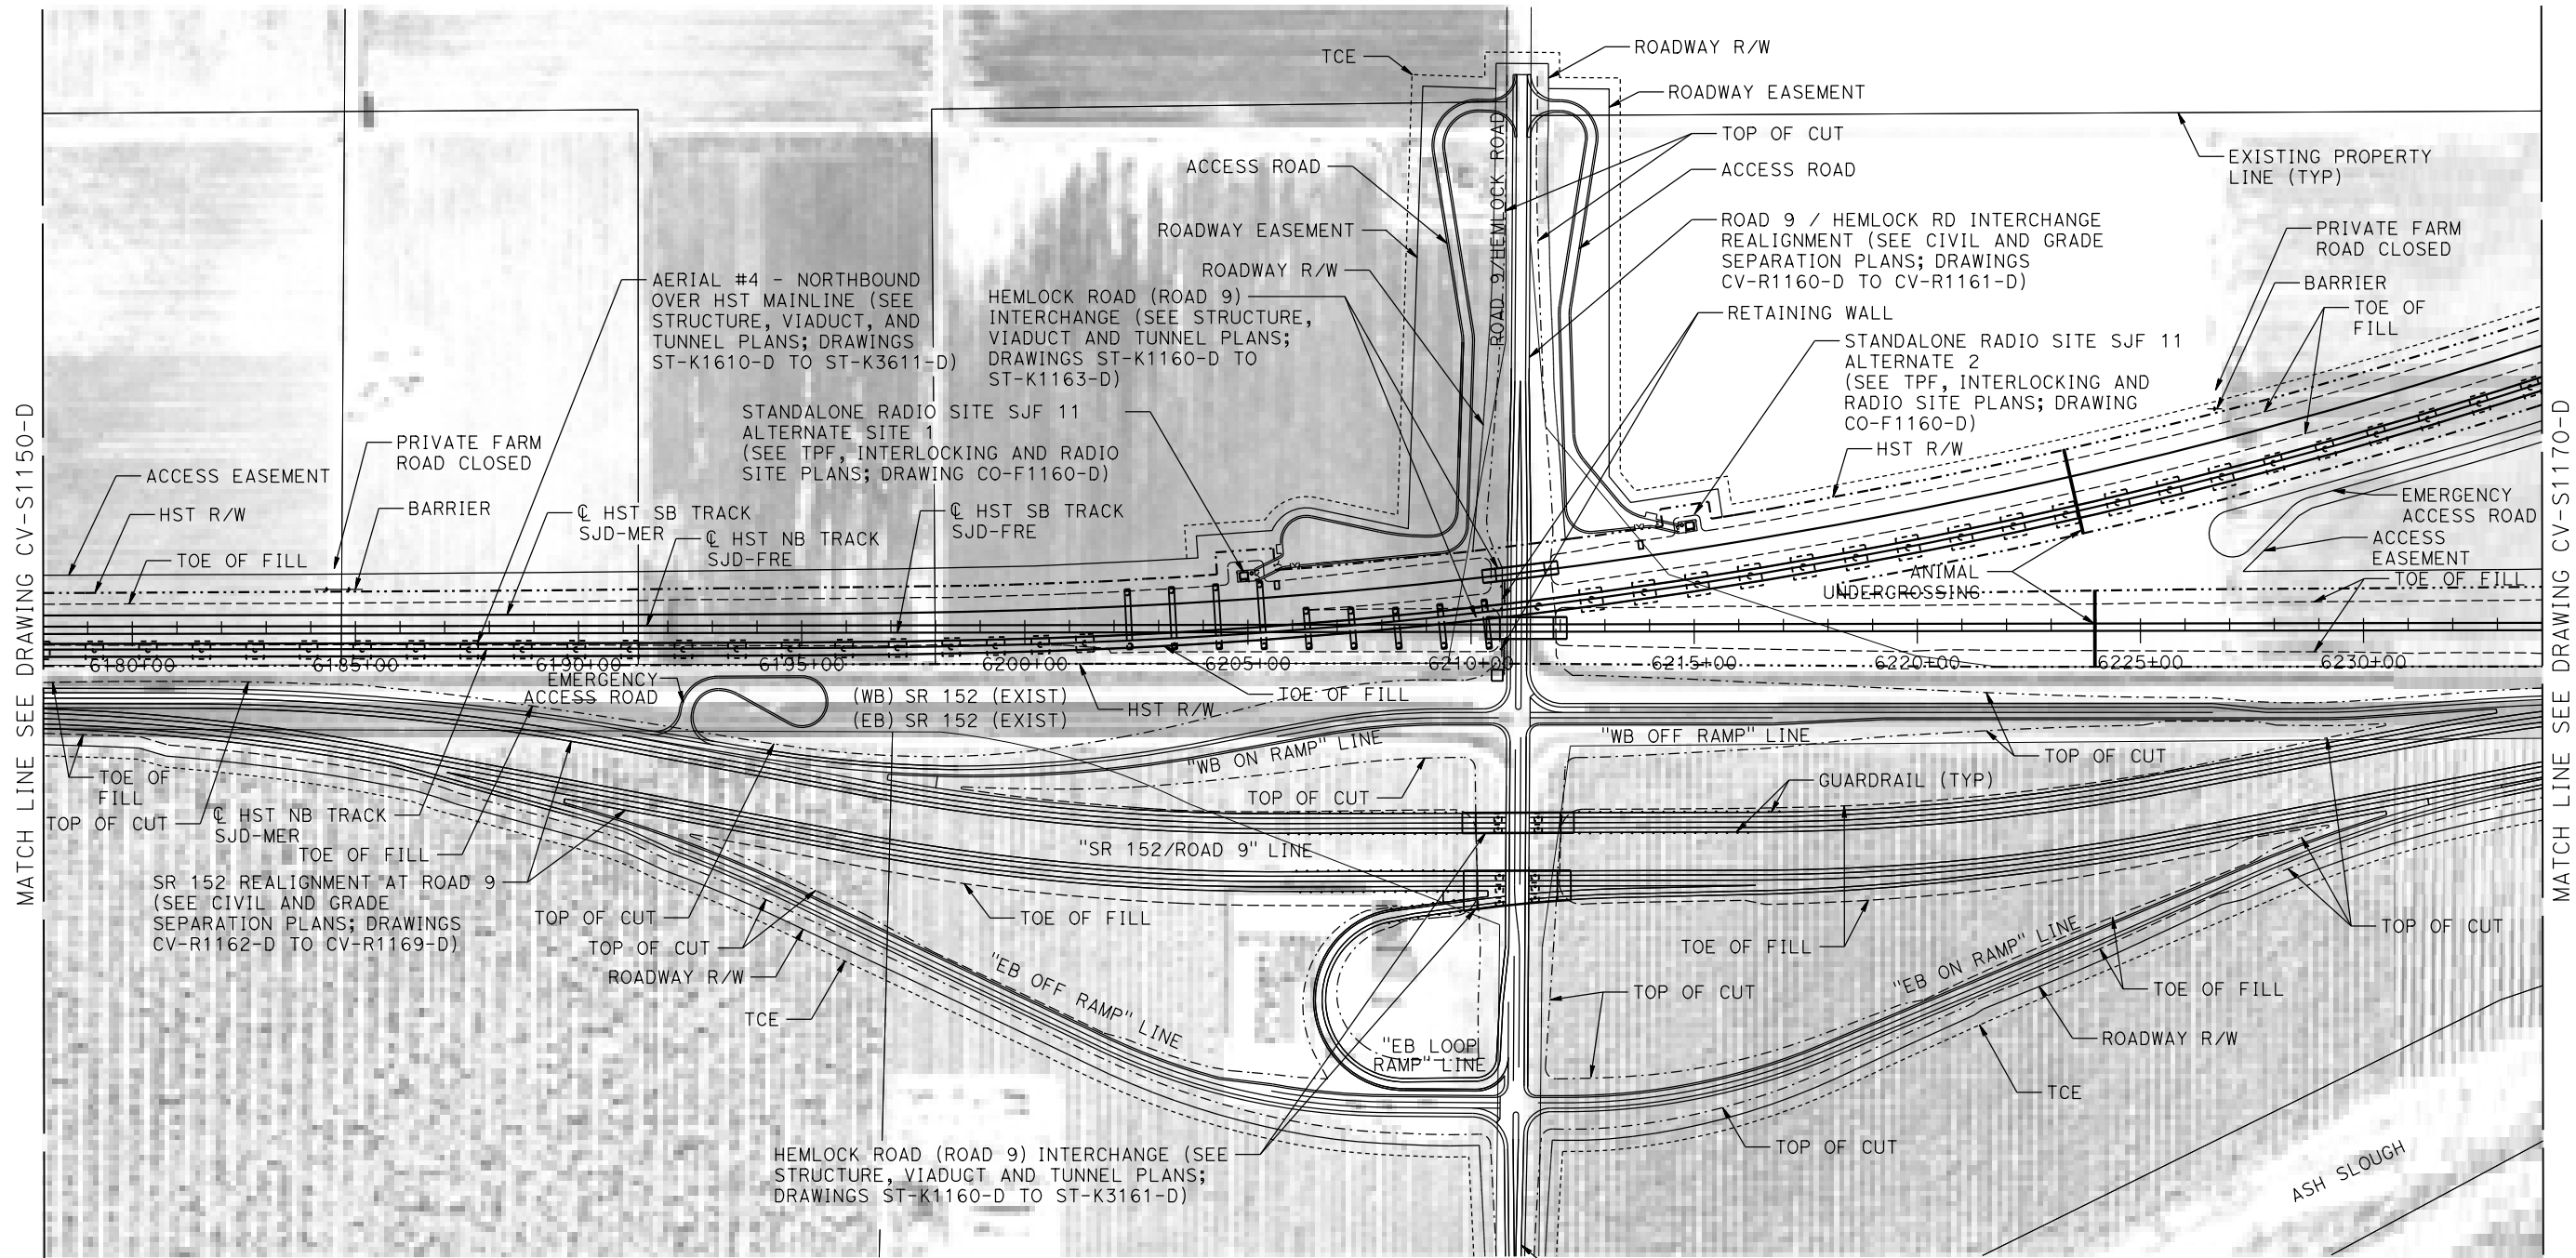 MATCH LINE SEE DRAWING CV-S1150-D
TCE
ROADWAY R/W
ROADWAY EASEMENT
TOP OF CUT
ACCESS ROAD
ACCESS ROAD
EXISTING PROPERTY
LINE (TYP)
ROAD 9/HEMLOCK ROAD
ROADWAY EASEMENT
ROADWAY R/W
ROAD 9 / HEMLOCK RD INTERCHANGE
REALIGNMENT (SEE CIVIL AND GRADE
SEPARATION PLANS; DRAWINGS
CV-R1160-D TO CV-R1161-D)
PRIVATE FARM
ROAD CLOSED
BARRIER
TOE OF
FILL
AERIAL #4 - NORTHBOUND
OVER HST MAINLINE (SEE
STRUCTURE, VIADUCT, AND
TUNNEL PLANS; DRAWINGS
ST-K1610-D TO ST-K3611-D)
HEMLOCK ROAD (ROAD 9)
INTERCHANGE (SEE STRUCTURE,
VIADUCT AND TUNNEL PLANS;
DRAWINGS ST-K1160-D TO
ST-K1163-D)
ROAD 9/HEMLOCK ROAD
RETAINING WALL
STANDALONE RADIO SITE SJF 11
ALTERNATE 2
(SEE TPF, INTERLOCKING AND
RADIO SITE PLANS; DRAWING
CO-F1160-D)
HST R/W
STANDALONE RADIO SITE SJF 11
ALTERNATE SITE 1
(SEE TPF, INTERLOCKING AND RADIO
SITE PLANS; DRAWING CO-F1160-D)
PRIVATE FARM
ROAD CLOSED
ACCESS EASEMENT
HST R/W
BARRIER
TOE OF FILL
℄ HST SB TRACK
SJD-MER
℄ HST NB TRACK
SJD-FRE
℄ HST SB TRACK
SJD-FRE
EMERGENCY
ACCESS ROAD
ACCESS
EASEMENT
ANIMAL
UNDERCROSSING
TOE OF FILL
6180+00
6185+00
6190+00
6195+00
6200+00
6205+00
6210+00
6215+00
6220+00
6225+00
6230+00
EMERGENCY
ACCESS ROAD
(WB) SR 152 (EXIST)
(EB) SR 152 (EXIST)
HST R/W
TOE OF FILL
"WB ON RAMP" LINE
"WB OFF RAMP" LINE
TOP OF CUT
TOE OF
FILL
TOP OF CUT
℄ HST NB TRACK
SJD-MER
TOE OF FILL
TOP OF CUT
GUARDRAIL (TYP)
"SR 152/ROAD 9" LINE
SR 152 REALIGNMENT AT ROAD 9
(SEE CIVIL AND GRADE
SEPARATION PLANS; DRAWINGS
CV-R1162-D TO CV-R1169-D)
TOP OF CUT
TOP OF CUT
ROADWAY R/W
TCE
TOE OF FILL
"EB OFF RAMP" LINE
"EB LOOP
RAMP" LINE
TOP OF CUT
TOE OF FILL
"EB ON RAMP" LINE
TOP OF CUT
TOE OF FILL
ROADWAY R/W
TCE
TOP OF CUT
HEMLOCK ROAD (ROAD 9) INTERCHANGE (SEE
STRUCTURE, VIADUCT AND TUNNEL PLANS;
DRAWINGS ST-K1160-D TO ST-K3161-D)
ASH SLOUGH
MATCH LINE SEE DRAWING CV-S1170-D